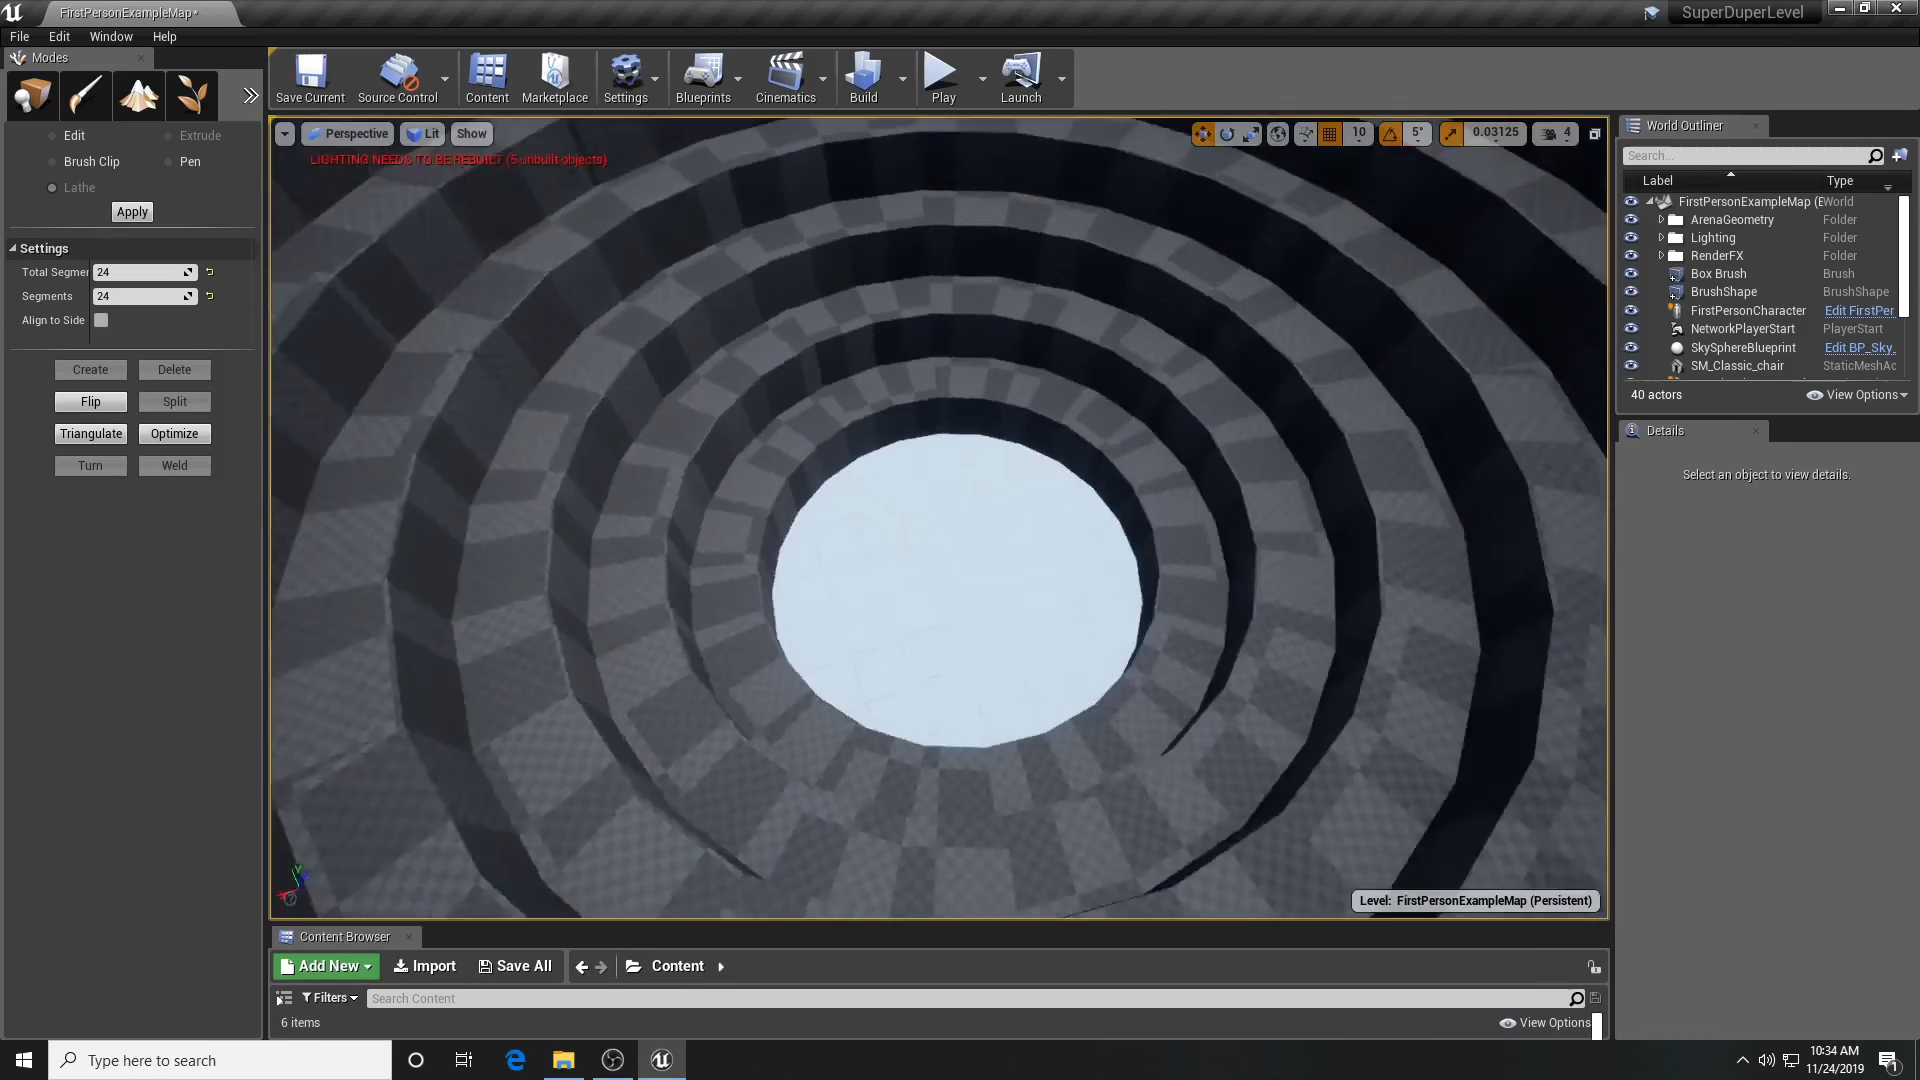 FirstPersonExampleMap*
SuperDuperLevel
File Edit Window Help
Modes
Save Current Source Control Content Marketplace Settings Blueprints Cinematics Build Play Launch
Edit Extrude
Brush Clip Pen
Lathe
Apply
Settings
Total Segmer 24
Segments 24
Align to Side
Create Delete
Flip Split
Triangulate Optimize
Turn Weld
Perspective Lit Show
10 5° 0.03125 4
LIGHTING NEEDS TO BE REBUILT (5 unbuilt objects)
Level: FirstPersonExampleMap (Persistent)
World Outliner
Search...
Label Type
FirstPersonExampleMap (E World
ArenaGeometry Folder
Lighting Folder
RenderFX Folder
Box Brush Brush
BrushShape BrushShape
FirstPersonCharacter Edit FirstPer
NetworkPlayerStart PlayerStart
SkySphereBlueprint Edit BP_Sky_
SM_Classic_chair StaticMeshAc
40 actors View Options
Details
Select an object to view details.
Content Browser
Add New Import Save All Content
Filters Search Content
6 items View Options
Type here to search
10:34 AM
11/24/2019
1